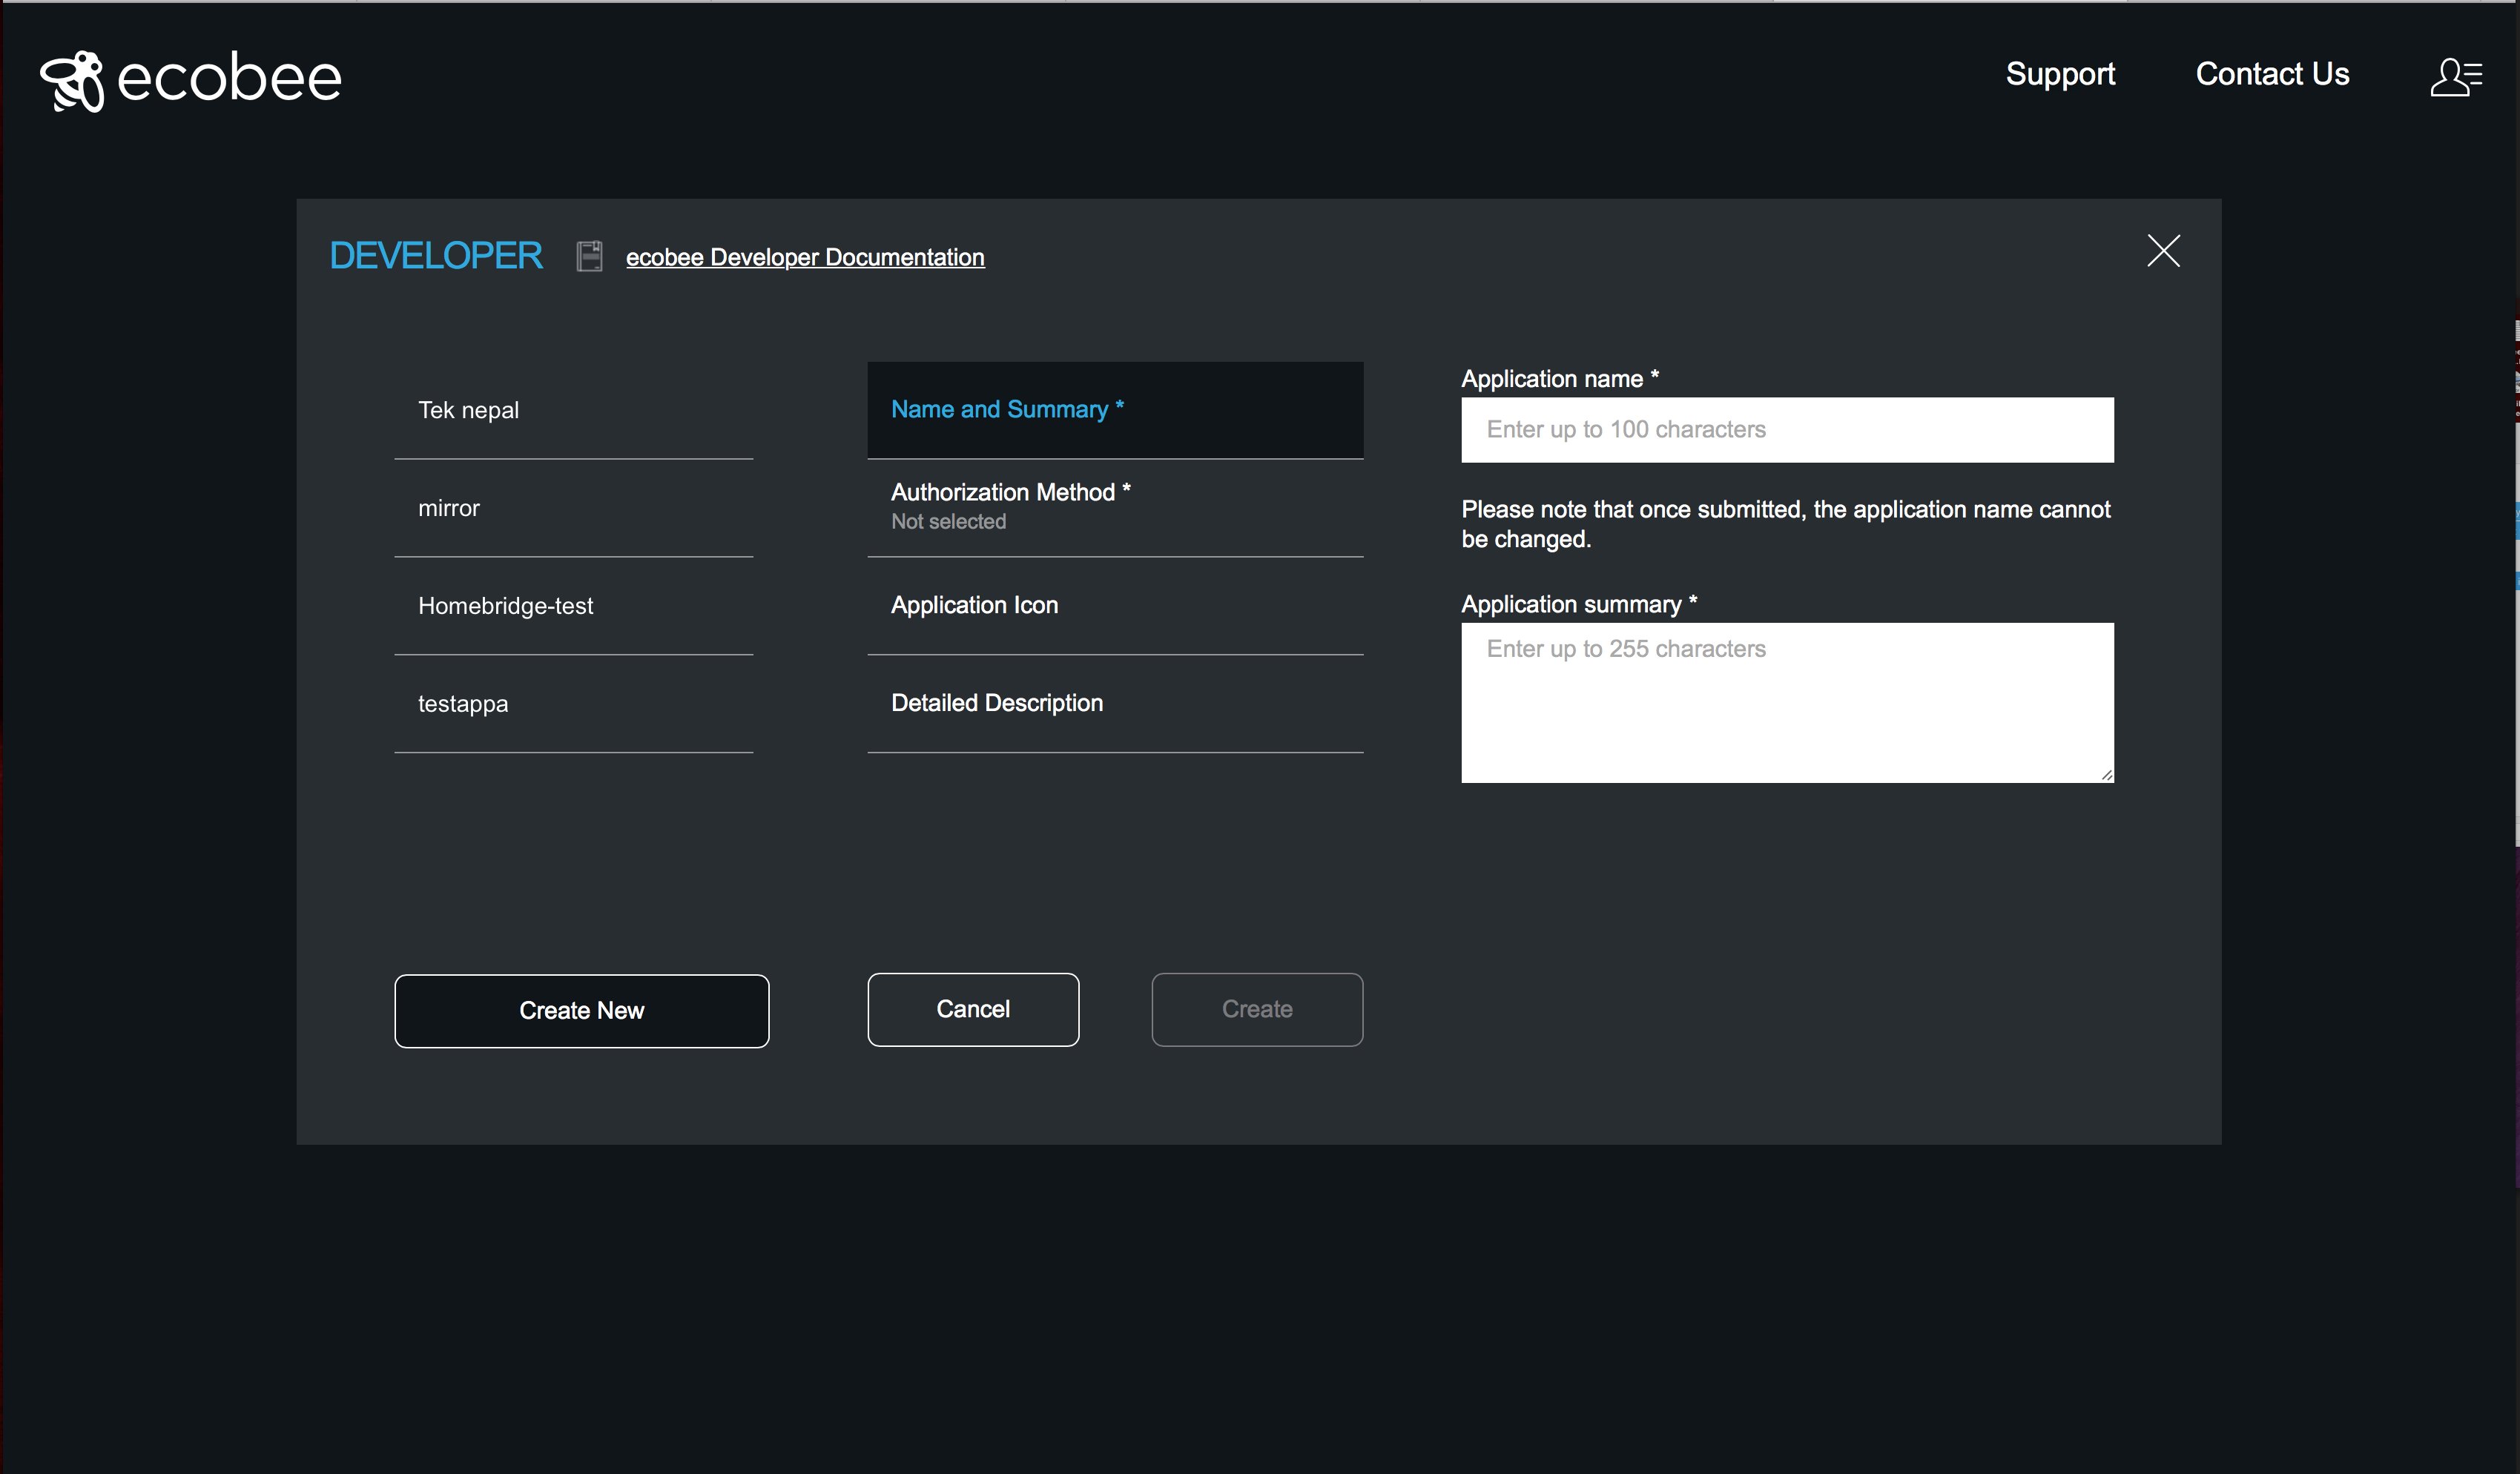 ecobee
Support
Contact Us
DEVELOPER
ecobee Developer Documentation
Tek nepal
mirror
Homebridge-test
testappa
Create New
Name and Summary *
Authorization Method *
Not selected
Application Icon
Detailed Description
Cancel
Create
Application name *
Enter up to 100 characters
Please note that once submitted, the application name cannot
be changed.
Application summary *
Enter up to 255 characters